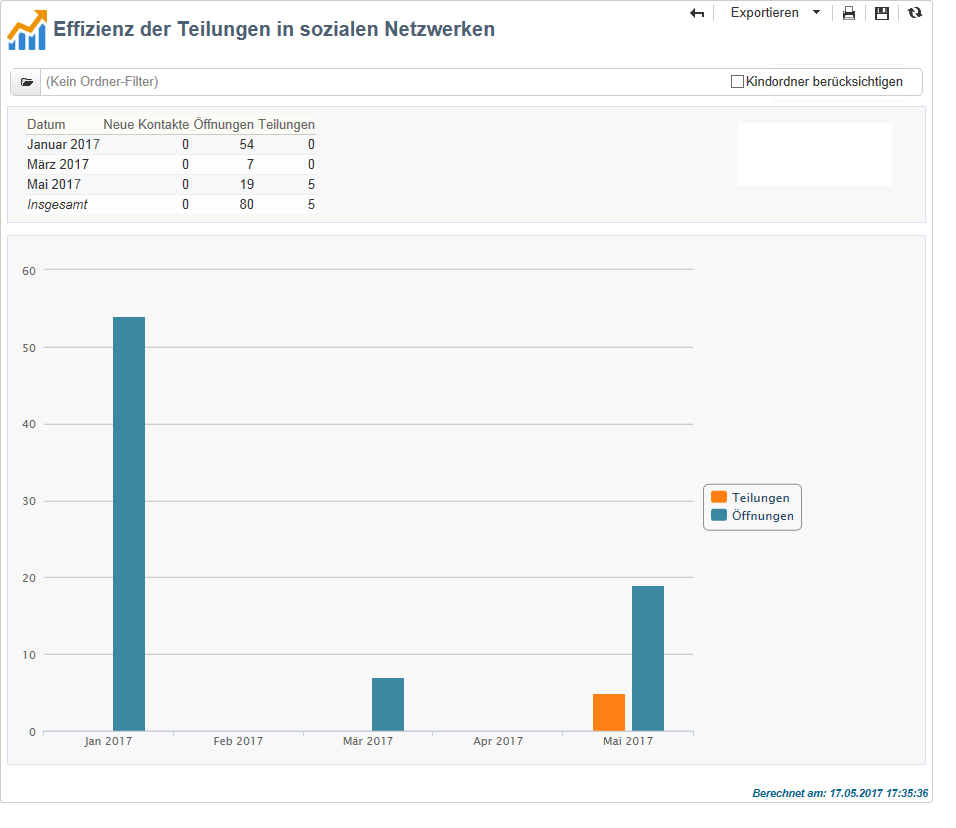 Effizienz der Teilungen in sozialen Netzwerken
Exportieren
(Kein Ordner-Filter)
Kindordner berücksichtigen
Datum Neue Kontakte Öffnungen Teilungen
Januar 2017 0 54 0
März 2017 0 7 0
Mai 2017 0 19 5
Insgesamt 0 80 5
60
50
40
30
20
10
0
Jan 2017 Feb 2017 Mär 2017 Apr 2017 Mai 2017
Teilungen
Öffnungen
Berechnet am: 17.05.2017 17:35:36